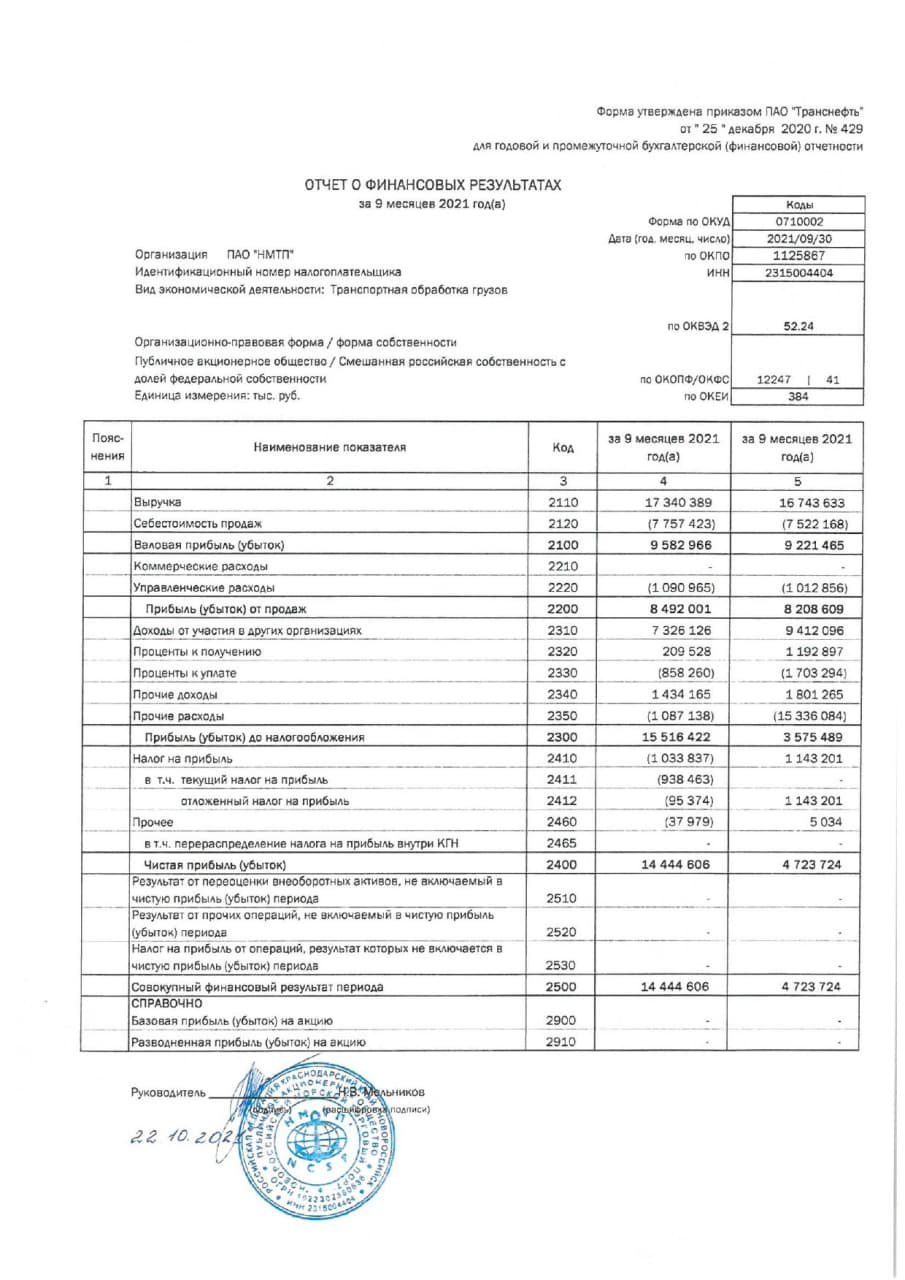 Форма утверждена приказом ПАО "Транснефть"
от " 25 " декабря 2020 г. № 429
для годовой и промежуточной бухгалтерской (финансовой) отчетности
ОТЧЕТ О ФИНАНСОВЫХ РЕЗУЛЬТАТАХ
за 9 месяцев 2021 год(а)
Коды
Форма по ОКУД 0710002
Дата (год, месяц, число) 2021/09/30
Организация ПАО "НМТП" по ОКПО 1125867
Идентификационный номер налогоплательщика ИНН 2315004404
Вид экономической деятельности: Транспортная обработка грузов
по ОКВЭД 2 52.24
Организационно-правовая форма / форма собственности
Публичное акционерное общество / Смешанная российская собственность с
долей федеральной собственности по ОКОПФ/ОКФС 12247 | 41
Единица измерения: тыс. руб. по ОКЕИ 384
Пояс-
нения Наименование показателя Код за 9 месяцев 2021 год(а) за 9 месяцев 2021 год(а)
1 2 3 4 5
Выручка 2110 17 340 389 16 743 633
Себестоимость продаж 2120 (7 757 423) (7 522 168)
Валовая прибыль (убыток) 2100 9 582 966 9 221 465
Коммерческие расходы 2210 - -
Управленческие расходы 2220 (1 090 965) (1 012 856)
Прибыль (убыток) от продаж 2200 8 492 001 8 208 609
Доходы от участия в других организациях 2310 7 326 126 9 412 096
Проценты к получению 2320 209 528 1 192 897
Проценты к уплате 2330 (858 260) (1 703 294)
Прочие доходы 2340 1 434 165 1 801 265
Прочие расходы 2350 (1 087 138) (15 336 084)
Прибыль (убыток) до налогообложения 2300 15 516 422 3 575 489
Налог на прибыль 2410 (1 033 837) 1 143 201
в т.ч. текущий налог на прибыль 2411 (938 463) -
отложенный налог на прибыль 2412 (95 374) 1 143 201
Прочее 2460 (37 979) 5 034
в т.ч. перераспределение налога на прибыль внутри КГН 2465 - -
Чистая прибыль (убыток) 2400 14 444 606 4 723 724
Результат от переоценки внеоборотных активов, не включаемый в
чистую прибыль (убыток) периода 2510 - -
Результат от прочих операций, не включаемый в чистую прибыль
(убыток) периода 2520 - -
Налог на прибыль от операций, результат которых не включается в
чистую прибыль (убыток) периода 2530 - -
Совокупный финансовый результат периода 2500 14 444 606 4 723 724
СПРАВОЧНО
Базовая прибыль (убыток) на акцию 2900 - -
Разводненная прибыль (убыток) на акцию 2910 - -
Руководитель Н.В. Мельников
(подпись) (расшифровка подписи)
22.10.2021
РОССИЙСКАЯ ФЕДЕРАЦИЯ КРАСНОДАРСКИЙ КРАЙ НОВОРОССИЙСК
ПУБЛИЧНОЕ АКЦИОНЕРНОЕ ОБЩЕСТВО
МОРСКОЙ ТОРГОВЫЙ ПОРТ
НМТП
NCSP
ИНН 2315004404